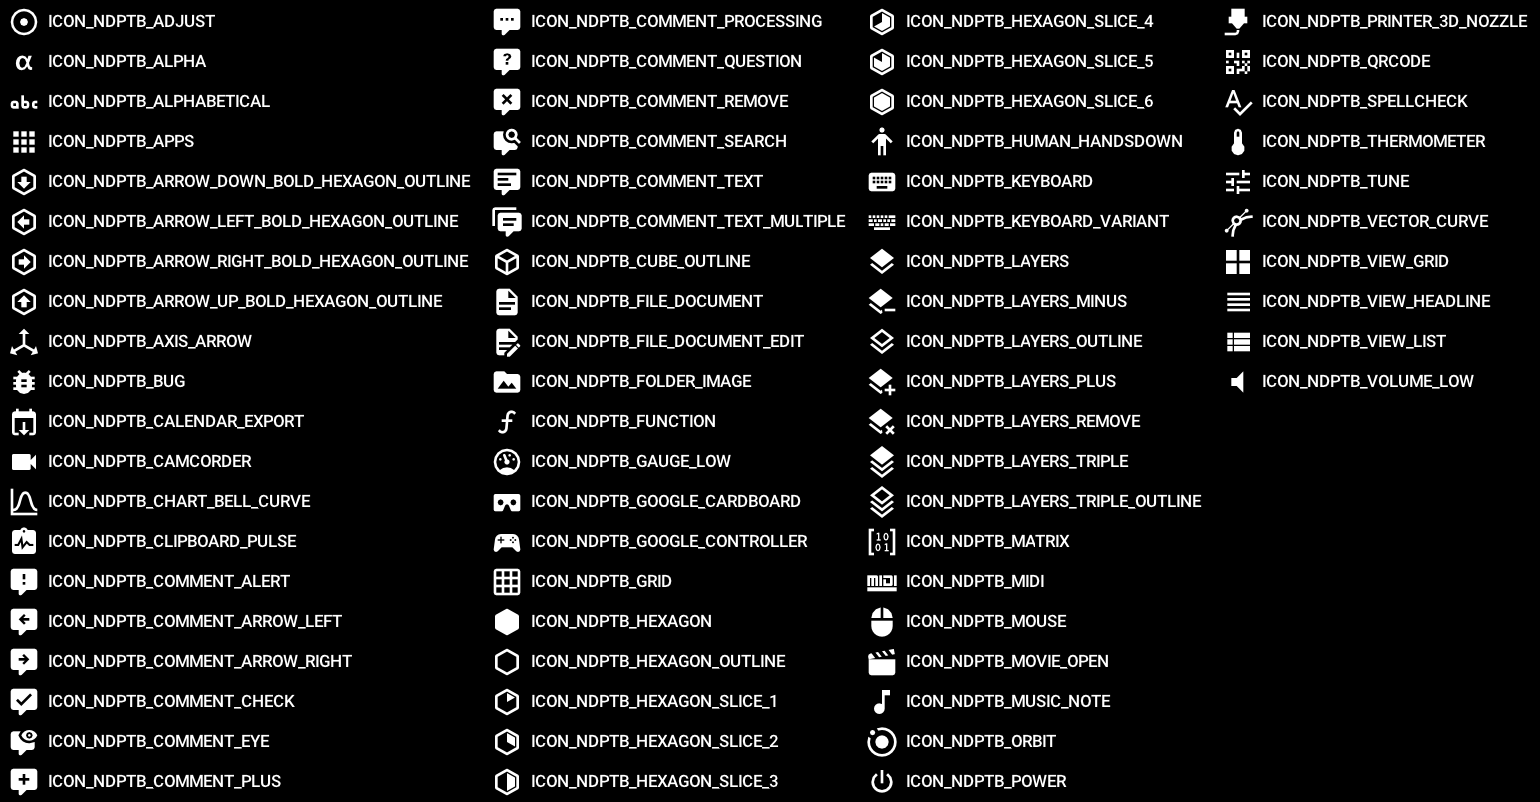 ICON_NDPTB_ADJUST
ICON_NDPTB_ALPHA
ICON_NDPTB_ALPHABETICAL
ICON_NDPTB_APPS
ICON_NDPTB_ARROW_DOWN_BOLD_HEXAGON_OUTLINE
ICON_NDPTB_ARROW_LEFT_BOLD_HEXAGON_OUTLINE
ICON_NDPTB_ARROW_RIGHT_BOLD_HEXAGON_OUTLINE
ICON_NDPTB_ARROW_UP_BOLD_HEXAGON_OUTLINE
ICON_NDPTB_AXIS_ARROW
ICON_NDPTB_BUG
ICON_NDPTB_CALENDAR_EXPORT
ICON_NDPTB_CAMCORDER
ICON_NDPTB_CHART_BELL_CURVE
ICON_NDPTB_CLIPBOARD_PULSE
ICON_NDPTB_COMMENT_ALERT
ICON_NDPTB_COMMENT_ARROW_LEFT
ICON_NDPTB_COMMENT_ARROW_RIGHT
ICON_NDPTB_COMMENT_CHECK
ICON_NDPTB_COMMENT_EYE
ICON_NDPTB_COMMENT_PLUS
ICON_NDPTB_COMMENT_PROCESSING
ICON_NDPTB_COMMENT_QUESTION
ICON_NDPTB_COMMENT_REMOVE
ICON_NDPTB_COMMENT_SEARCH
ICON_NDPTB_COMMENT_TEXT
ICON_NDPTB_COMMENT_TEXT_MULTIPLE
ICON_NDPTB_CUBE_OUTLINE
ICON_NDPTB_FILE_DOCUMENT
ICON_NDPTB_FILE_DOCUMENT_EDIT
ICON_NDPTB_FOLDER_IMAGE
ICON_NDPTB_FUNCTION
ICON_NDPTB_GAUGE_LOW
ICON_NDPTB_GOOGLE_CARDBOARD
ICON_NDPTB_GOOGLE_CONTROLLER
ICON_NDPTB_GRID
ICON_NDPTB_HEXAGON
ICON_NDPTB_HEXAGON_OUTLINE
ICON_NDPTB_HEXAGON_SLICE_1
ICON_NDPTB_HEXAGON_SLICE_2
ICON_NDPTB_HEXAGON_SLICE_3
ICON_NDPTB_HEXAGON_SLICE_4
ICON_NDPTB_HEXAGON_SLICE_5
ICON_NDPTB_HEXAGON_SLICE_6
ICON_NDPTB_HUMAN_HANDSDOWN
ICON_NDPTB_KEYBOARD
ICON_NDPTB_KEYBOARD_VARIANT
ICON_NDPTB_LAYERS
ICON_NDPTB_LAYERS_MINUS
ICON_NDPTB_LAYERS_OUTLINE
ICON_NDPTB_LAYERS_PLUS
ICON_NDPTB_LAYERS_REMOVE
ICON_NDPTB_LAYERS_TRIPLE
ICON_NDPTB_LAYERS_TRIPLE_OUTLINE
ICON_NDPTB_MATRIX
ICON_NDPTB_MIDI
ICON_NDPTB_MOUSE
ICON_NDPTB_MOVIE_OPEN
ICON_NDPTB_MUSIC_NOTE
ICON_NDPTB_ORBIT
ICON_NDPTB_POWER
ICON_NDPTB_PRINTER_3D_NOZZLE
ICON_NDPTB_QRCODE
ICON_NDPTB_SPELLCHECK
ICON_NDPTB_THERMOMETER
ICON_NDPTB_TUNE
ICON_NDPTB_VECTOR_CURVE
ICON_NDPTB_VIEW_GRID
ICON_NDPTB_VIEW_HEADLINE
ICON_NDPTB_VIEW_LIST
ICON_NDPTB_VOLUME_LOW